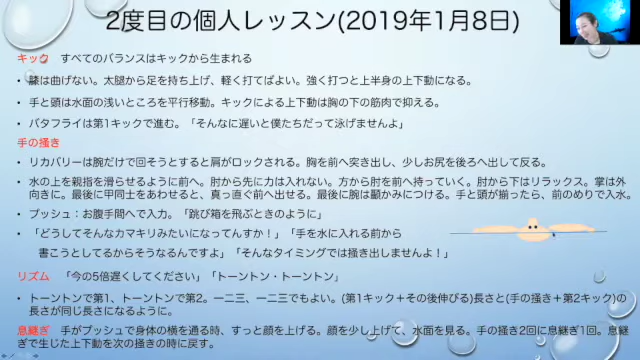 2度目の個人レッスン(2019年1月8日)
キック　すべてのバランスはキックから生まれる
• 膝は曲げない。太腿から足を持ち上げ、軽く打てばよい。強く打つと上半身の上下動になる。
• 手と頭は水面の浅いところを平行移動。キックによる上下動は胸の下の筋肉で抑える。
• バタフライは第1キックで進む。「そんなに遅いと僕たちだって泳げませんよ」
手の掻き
• リカバリーは腕だけで回そうとすると肩がロックされる。胸を前へ突き出し、少しお尻を後ろへ出して反る。
• 水の上を親指を滑らせるように前へ。肘から先に力は入れない。方から肘を前へ持っていく。肘から下はリラックス。掌は外
向きに。最後に甲同士をあわせると、真っ直ぐ前へ出せる。最後に腕は顳かみにつける。手と頭が揃ったら、前のめりで入水。
• プッシュ：お腹手間へで入力。「跳び箱を飛ぶときのように」
• 「どうしてそんなカマキリみたいになってんすか！」「手を水に入れる前から
書こうとしてるからそうなるんですよ」「そんなタイミングでは掻き出しませんよ！」
リズム　「今の5倍遅くしてください」「トーントン・トーントン」
• トーントンで第1、トーントンで第2。一二三、一二三でもよい。(第1キック＋その後伸びる)長さと(手の掻き＋第2キック)の
長さが同じ長さになるように。
息継ぎ　手がプッシュで身体の横を通る時、すっと顔を上げる。顔を少し上げて、水面を見る。手の掻き2回に息継ぎ1回。息継
ぎで生じた上下動を次の掻きの時に戻す。